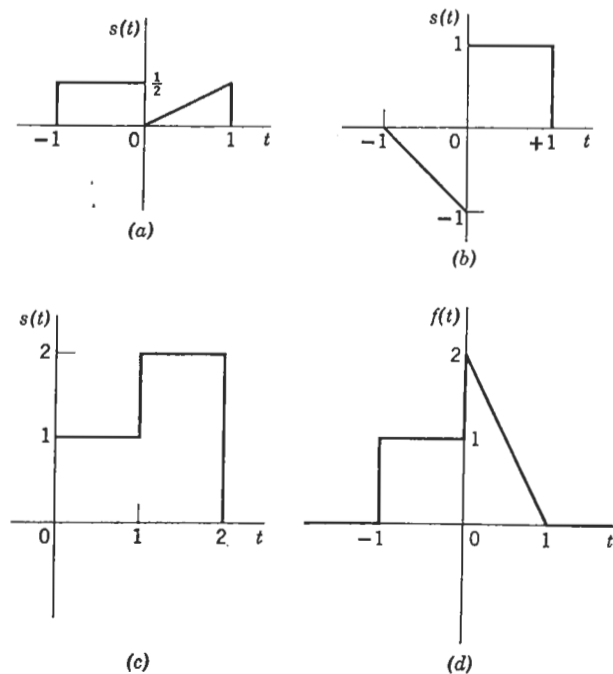 s(t)
1/2
-1 0 1 t
(a)
s(t)
1
-1 0 +1 t
-1
(b)
s(t)
2
1
0 1 2 t
(c)
f(t)
2
1
-1 0 1 t
(d)